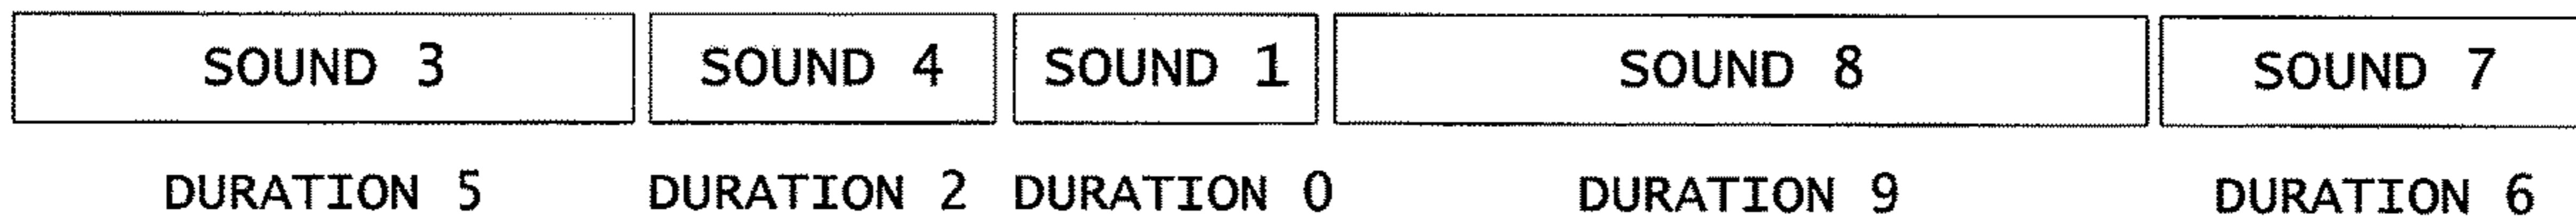 SOUND 3 SOUND 4 SOUND 1 SOUND 8 SOUND 7
DURATION 5 DURATION 2 DURATION 0 DURATION 9 DURATION 6